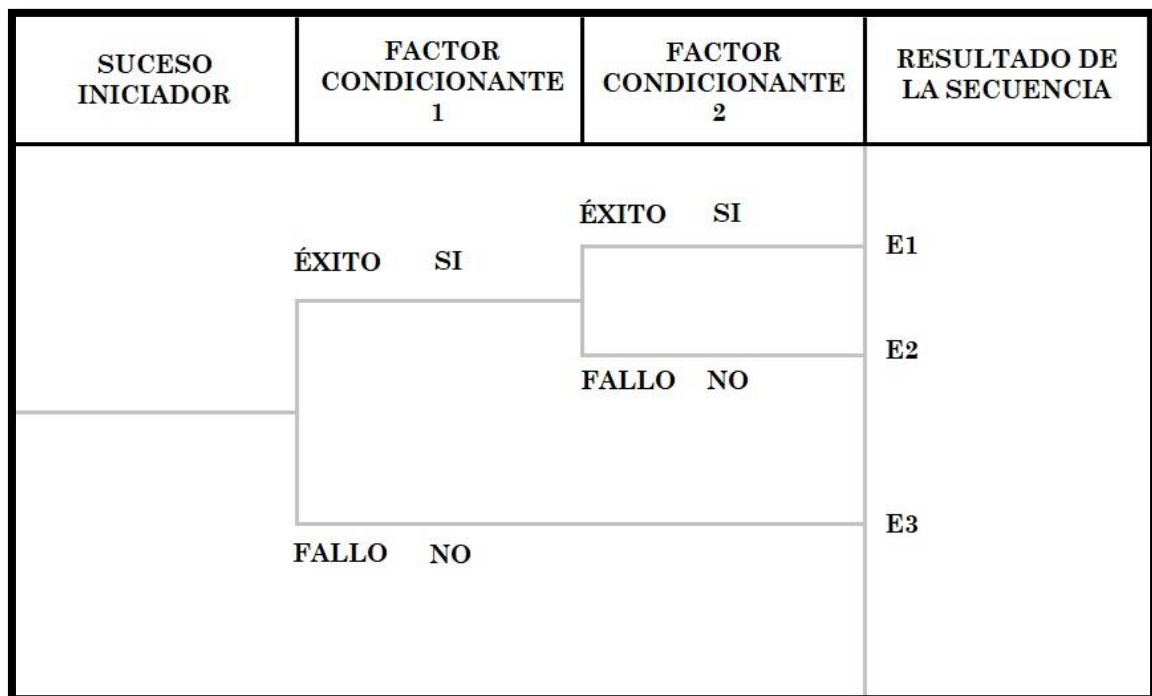 SUCESO
INICIADOR
FACTOR
CONDICIONANTE
1
FACTOR
CONDICIONANTE
2
RESULTADO DE
LA SECUENCIA
ÉXITO SI
E1
ÉXITO SI
E2
FALLO NO
E3
FALLO NO